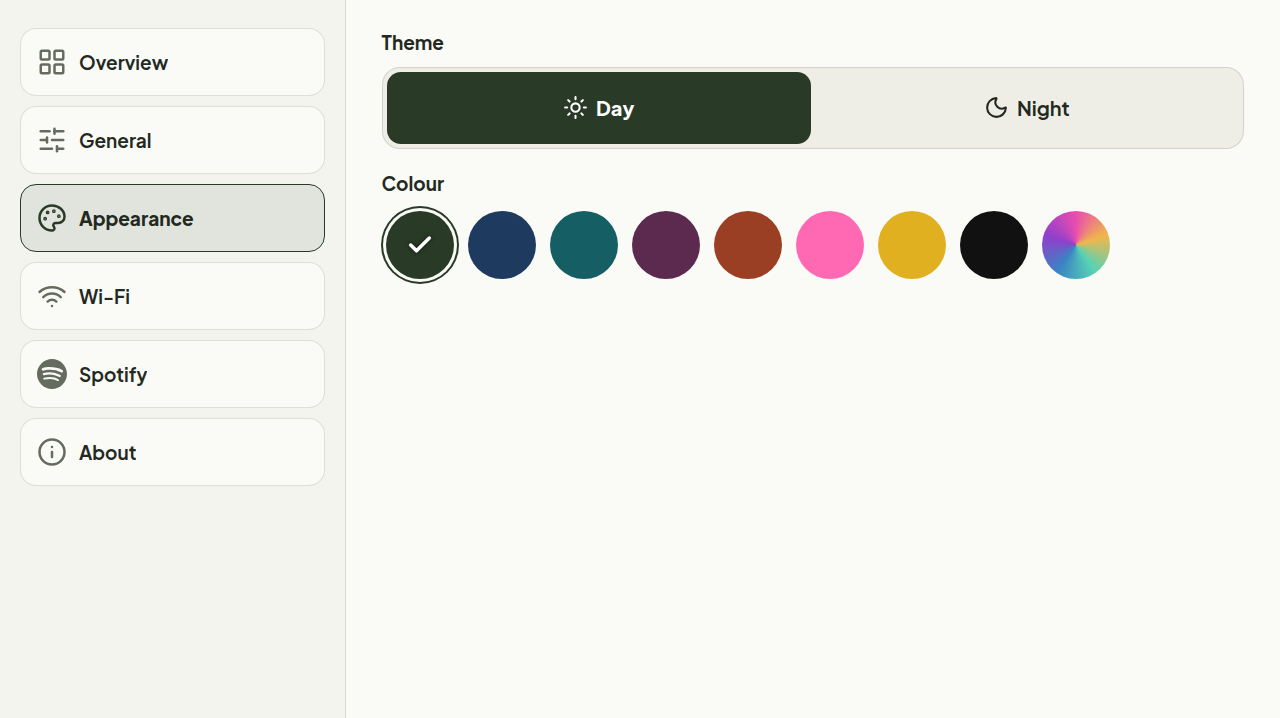 Overview
General
Appearance
Wi-Fi
Spotify
About
Theme
Day
Night
Colour